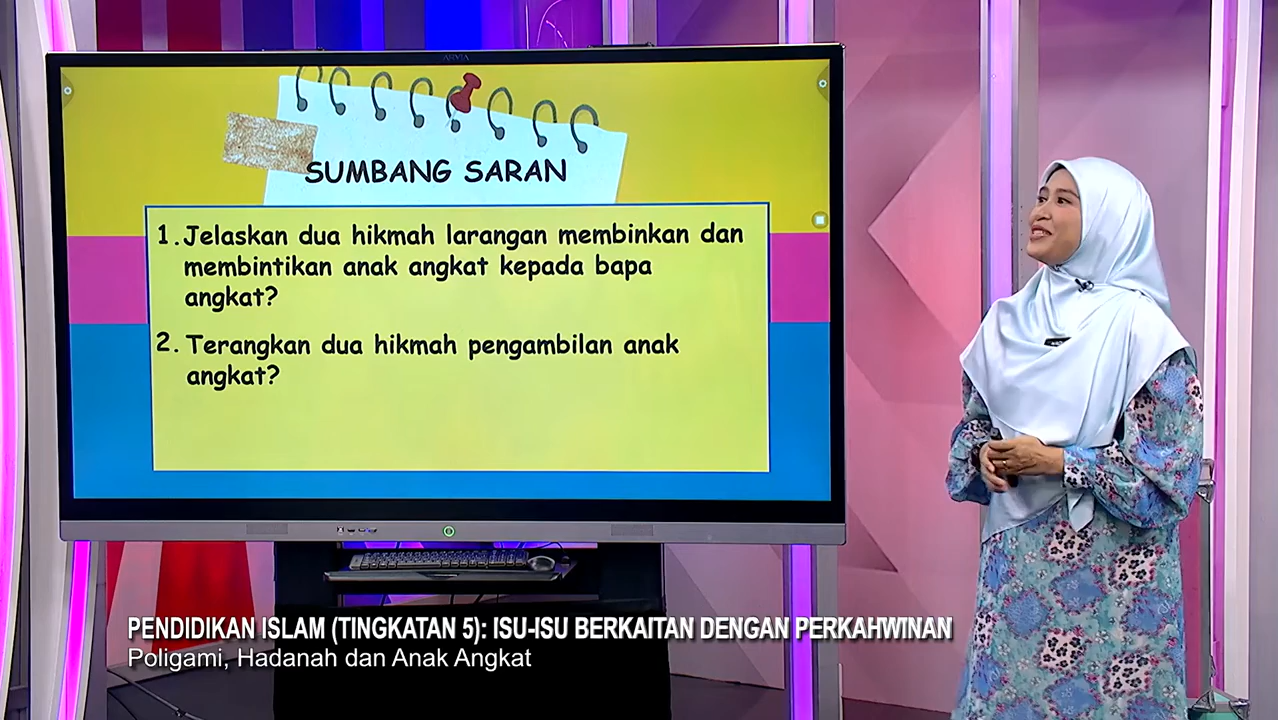 SUMBANG SARAN
1. Jelaskan dua hikmah larangan membinkan dan
membintikan anak angkat kepada bapa
angkat?
2. Terangkan dua hikmah pengambilan anak
angkat?
PENDIDIKAN ISLAM (TINGKATAN 5): ISU-ISU BERKAITAN DENGAN PERKAHWINAN
Poligami, Hadanah dan Anak Angkat